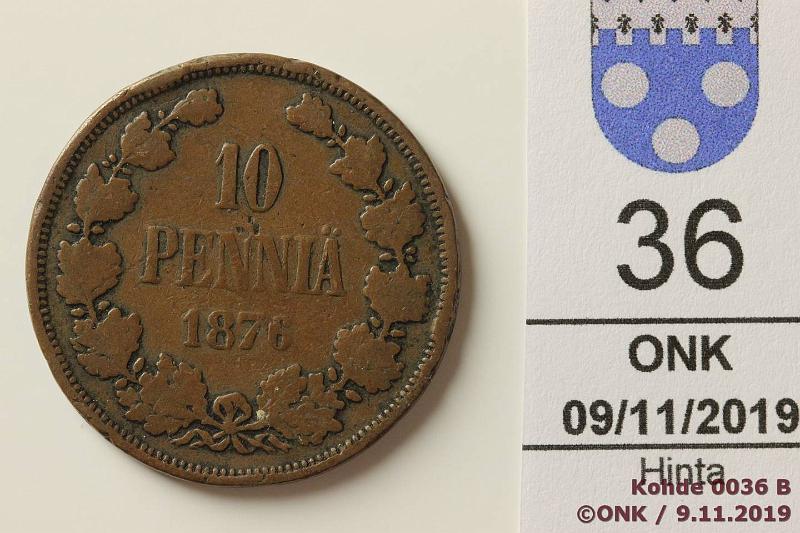 10
PENNIÄ
1876
36
ONK
09/11/2019
Hinta
Kohde 0036 B
©ONK / 9.11.2019